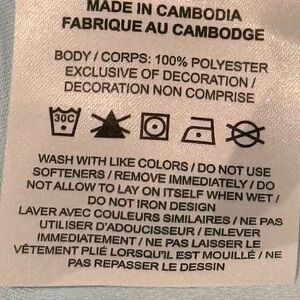 MADE IN CAMBODIA
FABRIQUE AU CAMBODGE
BODY / CORPS: 100% POLYESTER
EXCLUSIVE OF DECORATION /
DECORATION NON COMPRISE
30C
WASH WITH LIKE COLORS / DO NOT USE
SOFTENERS / REMOVE IMMEDIATELY / DO
NOT ALLOW TO LAY ON ITSELF WHEN WET /
DO NOT IRON DESIGN
LAVER AVEC COULEURS SIMILAIRES / NE PAS
UTILISER D'ADOUCISSEUR / ENLEVER
IMMEDIATEMENT / NE PAS LAISSER LE
VÊTEMENT PLIÉ LORSQU'IL EST MOUILLÉ / NE
PAS REPASSER LE DESSIN